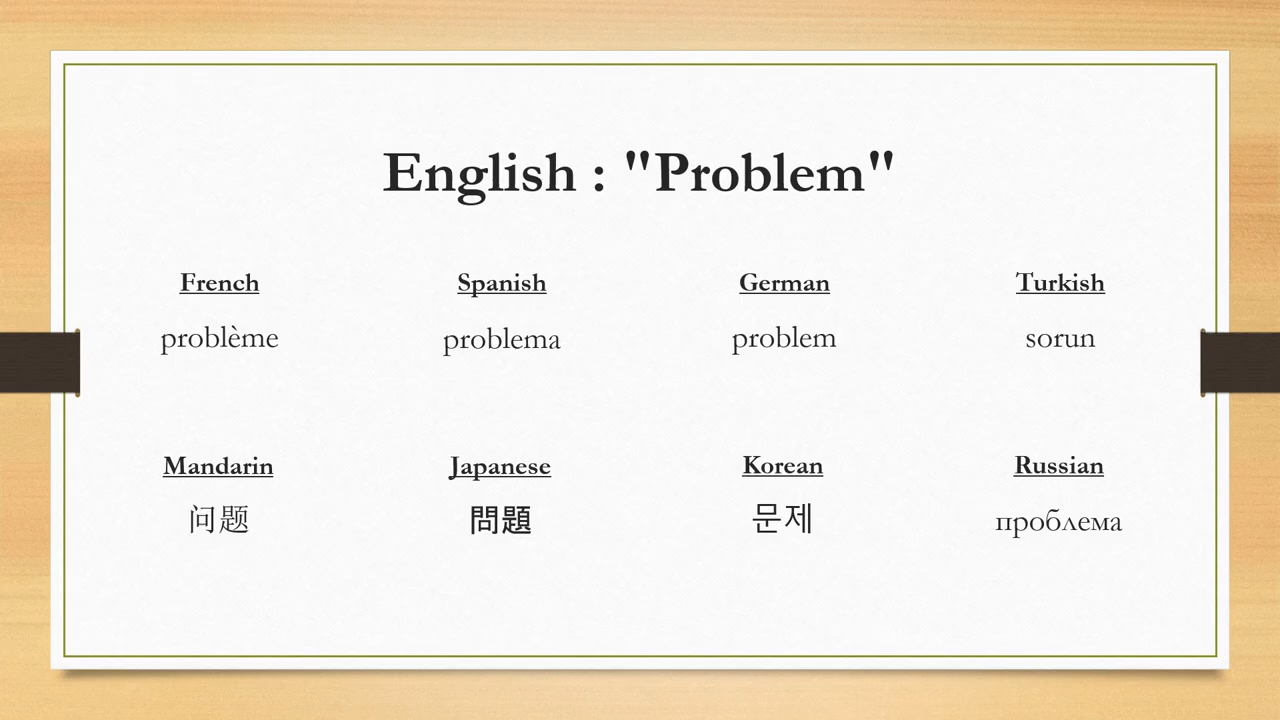 English : "Problem"
French Spanish German Turkish
problème problema problem sorun
Mandarin Japanese Korean Russian
问题 問題 문제 проблема